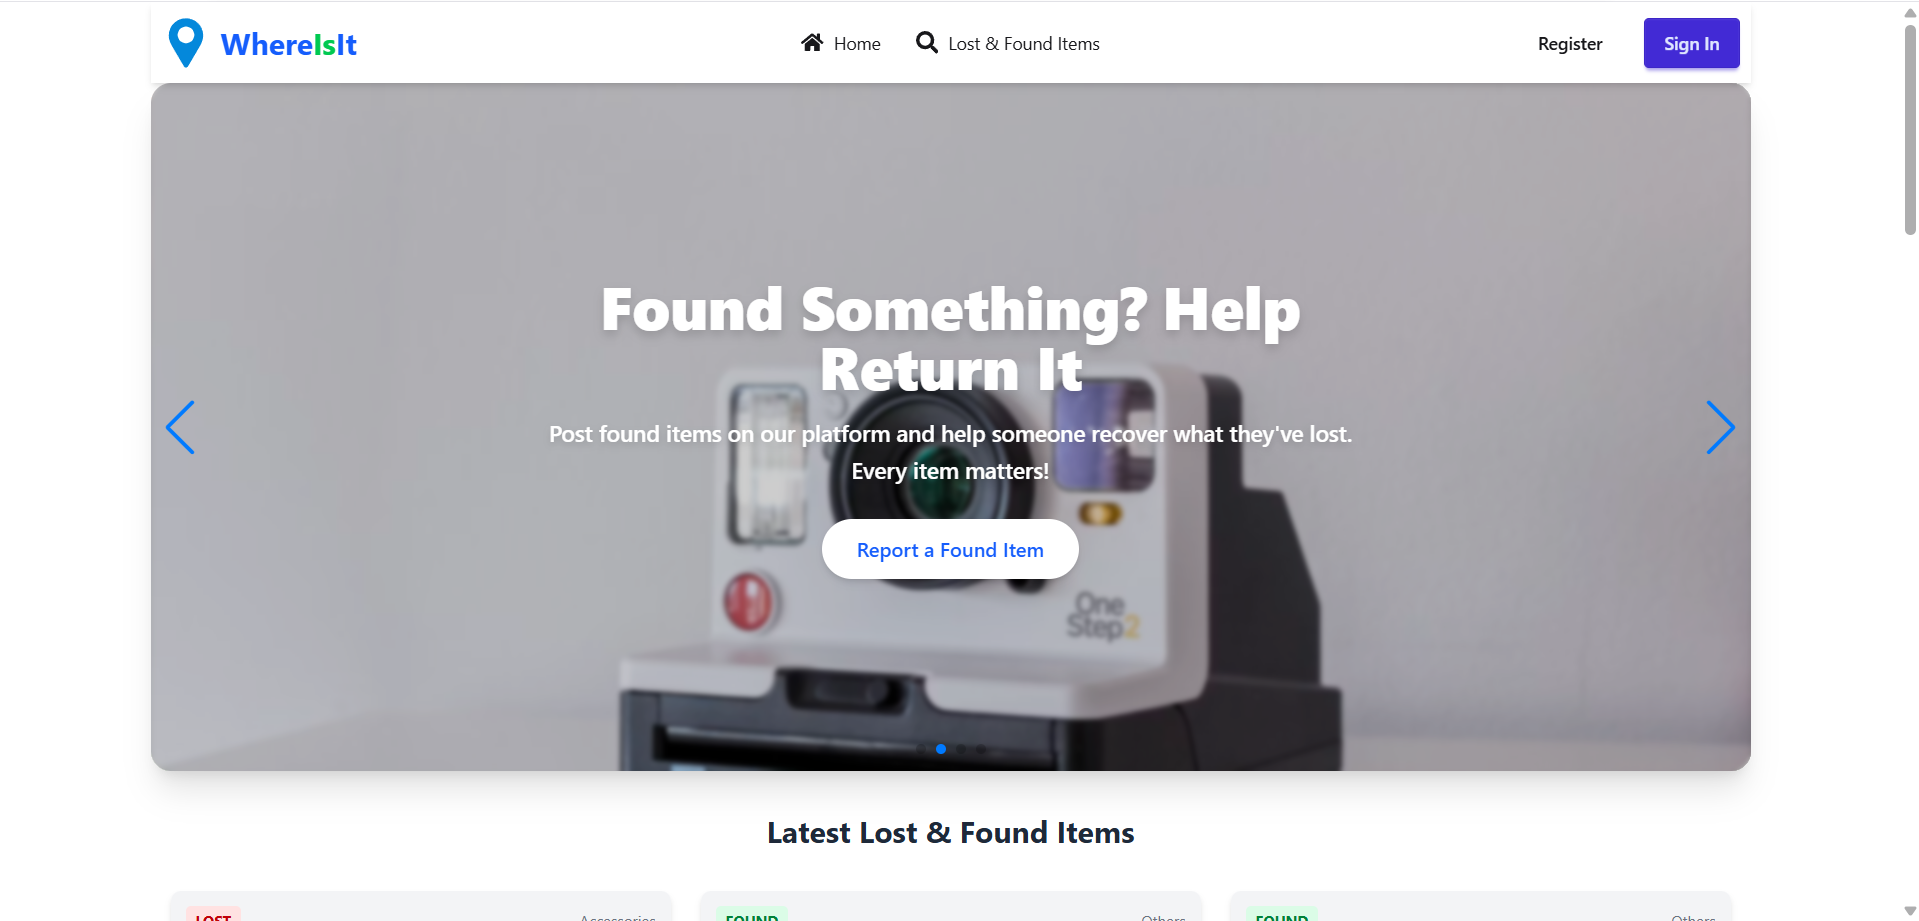 WhereIsIt
Home
Lost & Found Items
Register
Sign In
Found Something? Help
Return It
Post found items on our platform and help someone recover what they've lost.
Every item matters!
Report a Found Item
One
Step2
Latest Lost & Found Items
LOST
Accessories
FOUND
Others
FOUND
Others